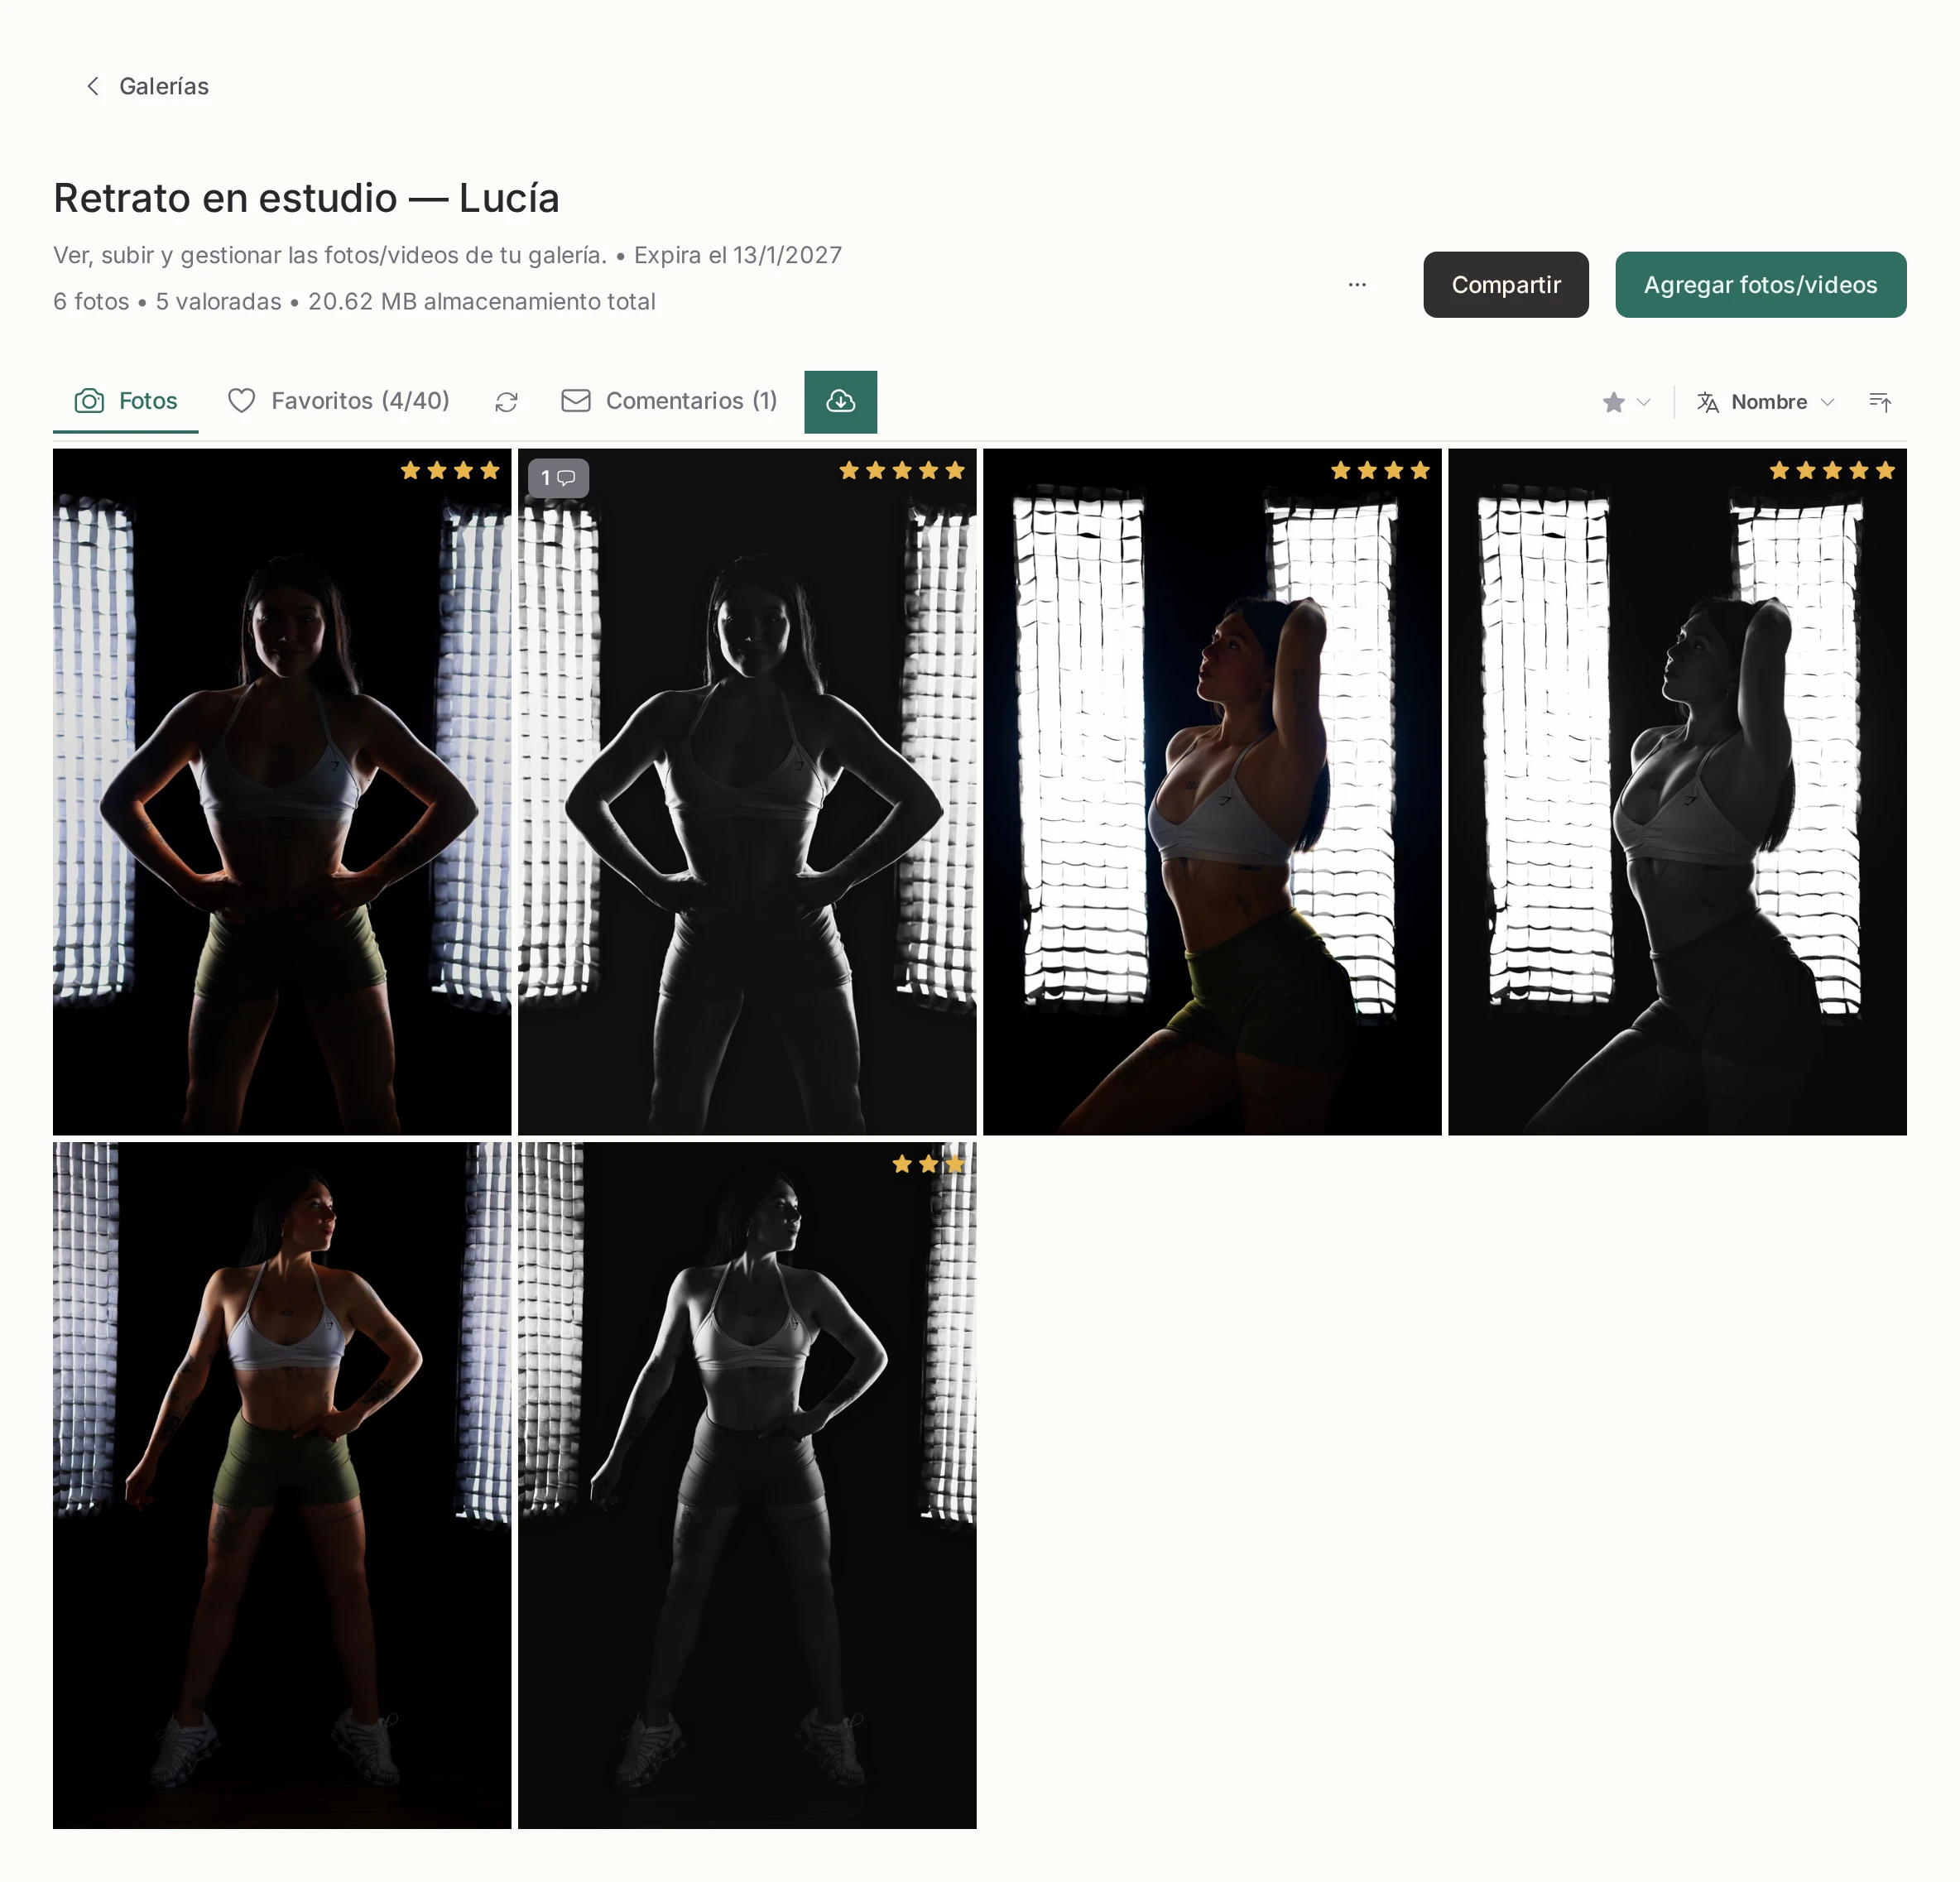 Galerías
Retrato en estudio — Lucía
Ver, subir y gestionar las fotos/videos de tu galería. • Expira el 13/1/2027
6 fotos • 5 valoradas • 20.62 MB almacenamiento total
... Compartir Agregar fotos/videos
Fotos Favoritos (4/40) Comentarios (1) Nombre
1